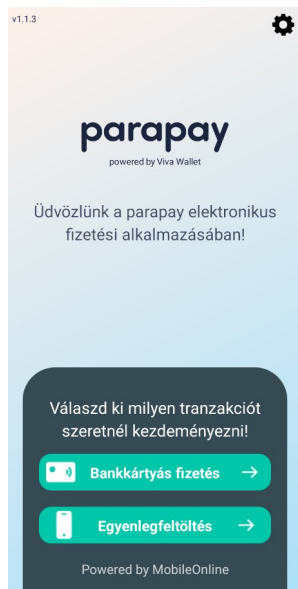 v1.1.3
parapay
powered by Viva Wallet
Üdvözlünk a parapay elektronikus
fizetési alkalmazásában!
Válaszd ki milyen tranzakciót
szeretnél kezdeményezni!
Bankkártyás fizetés
Egyenlegfeltöltés
Powered by MobileOnline